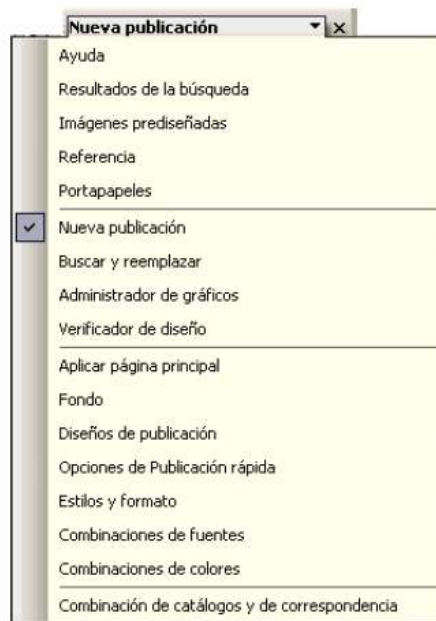 Nueva publicación
Ayuda
Resultados de la búsqueda
Imágenes prediseñadas
Referencia
Portapapeles
Nueva publicación
Buscar y reemplazar
Administrador de gráficos
Verificador de diseño
Aplicar página principal
Fondo
Diseños de publicación
Opciones de Publicación rápida
Estilos y formato
Combinaciones de fuentes
Combinaciones de colores
Combinación de catálogos y de correspondencia